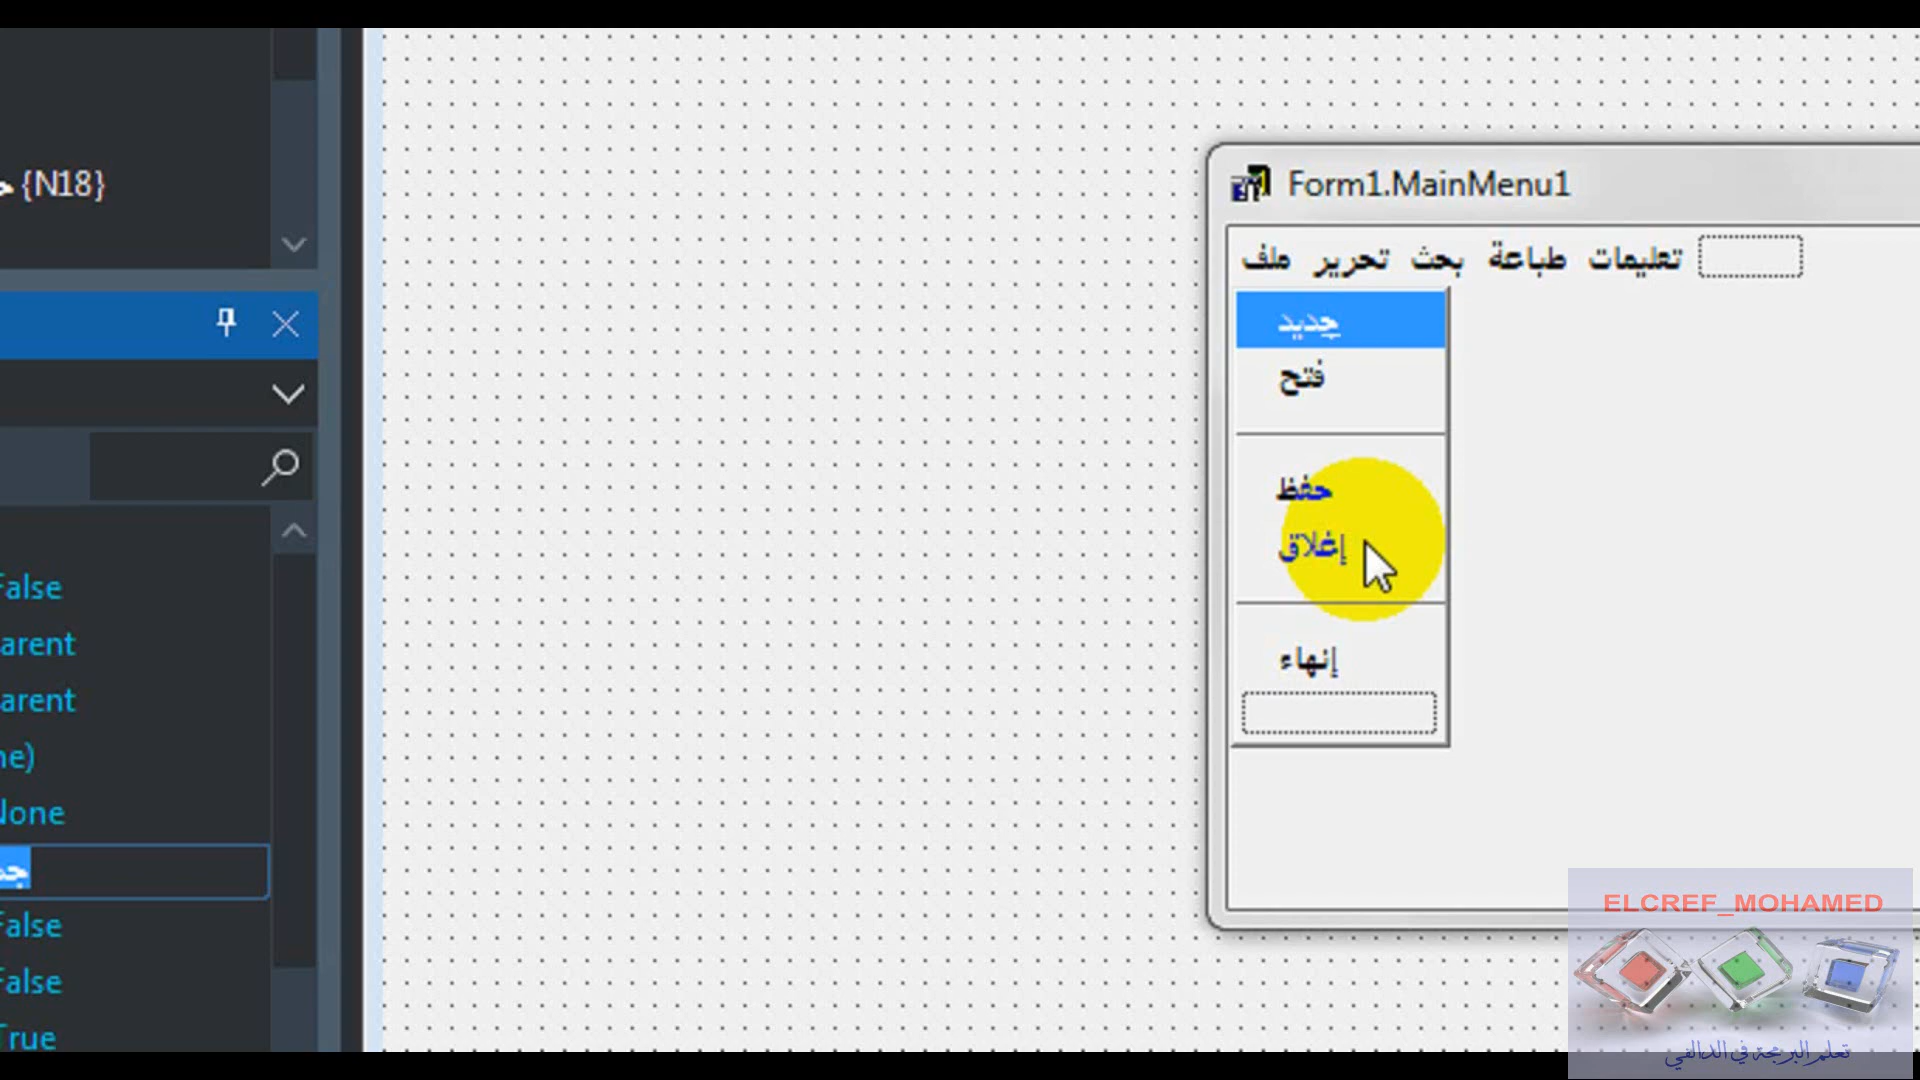 {N18}
False
arent
arent
ne)
None
جد
False
False
True
Form1.MainMenu1
ملف تحرير بحث طباعة تعليمات
جديد
فتح
حفظ
إغلاق
إنهاء
ELCREF_MOHAMED
تعلم البرمجة في الدالفي